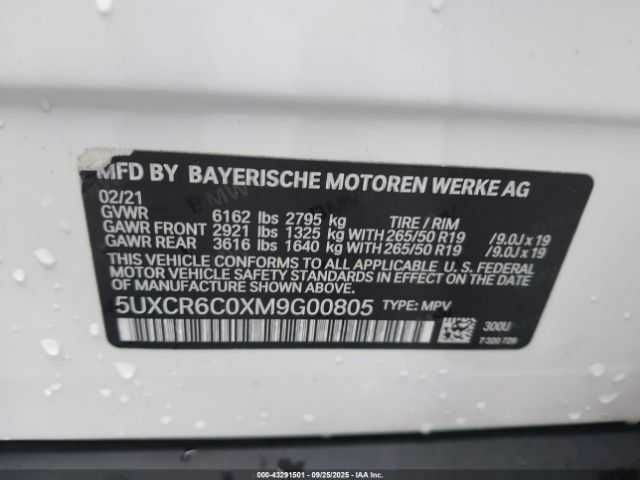 MFD BY BAYERISCHE MOTOREN WERKE AG
02/21
GVWR 6162 lbs 2795 kg TIRE / RIM
GAWR FRONT 2921 lbs 1325 kg WITH 265/50 R19 /9.0J x 19
GAWR REAR 3616 lbs 1640 kg WITH 265/50 R19 /9.0J x 19
THIS VEHICLE CONFORMS TO ALL APPLICABLE U.S. FEDERAL
MOTOR VEHICLE SAFETY STANDARDS IN EFFECT ON THE
DATE OF MANUFACTURE SHOWN ABOVE.
5UXCR6C0XM9G00805 TYPE: MPV
300U
00-43291501 - 09/25/2025 - IAAI.COM